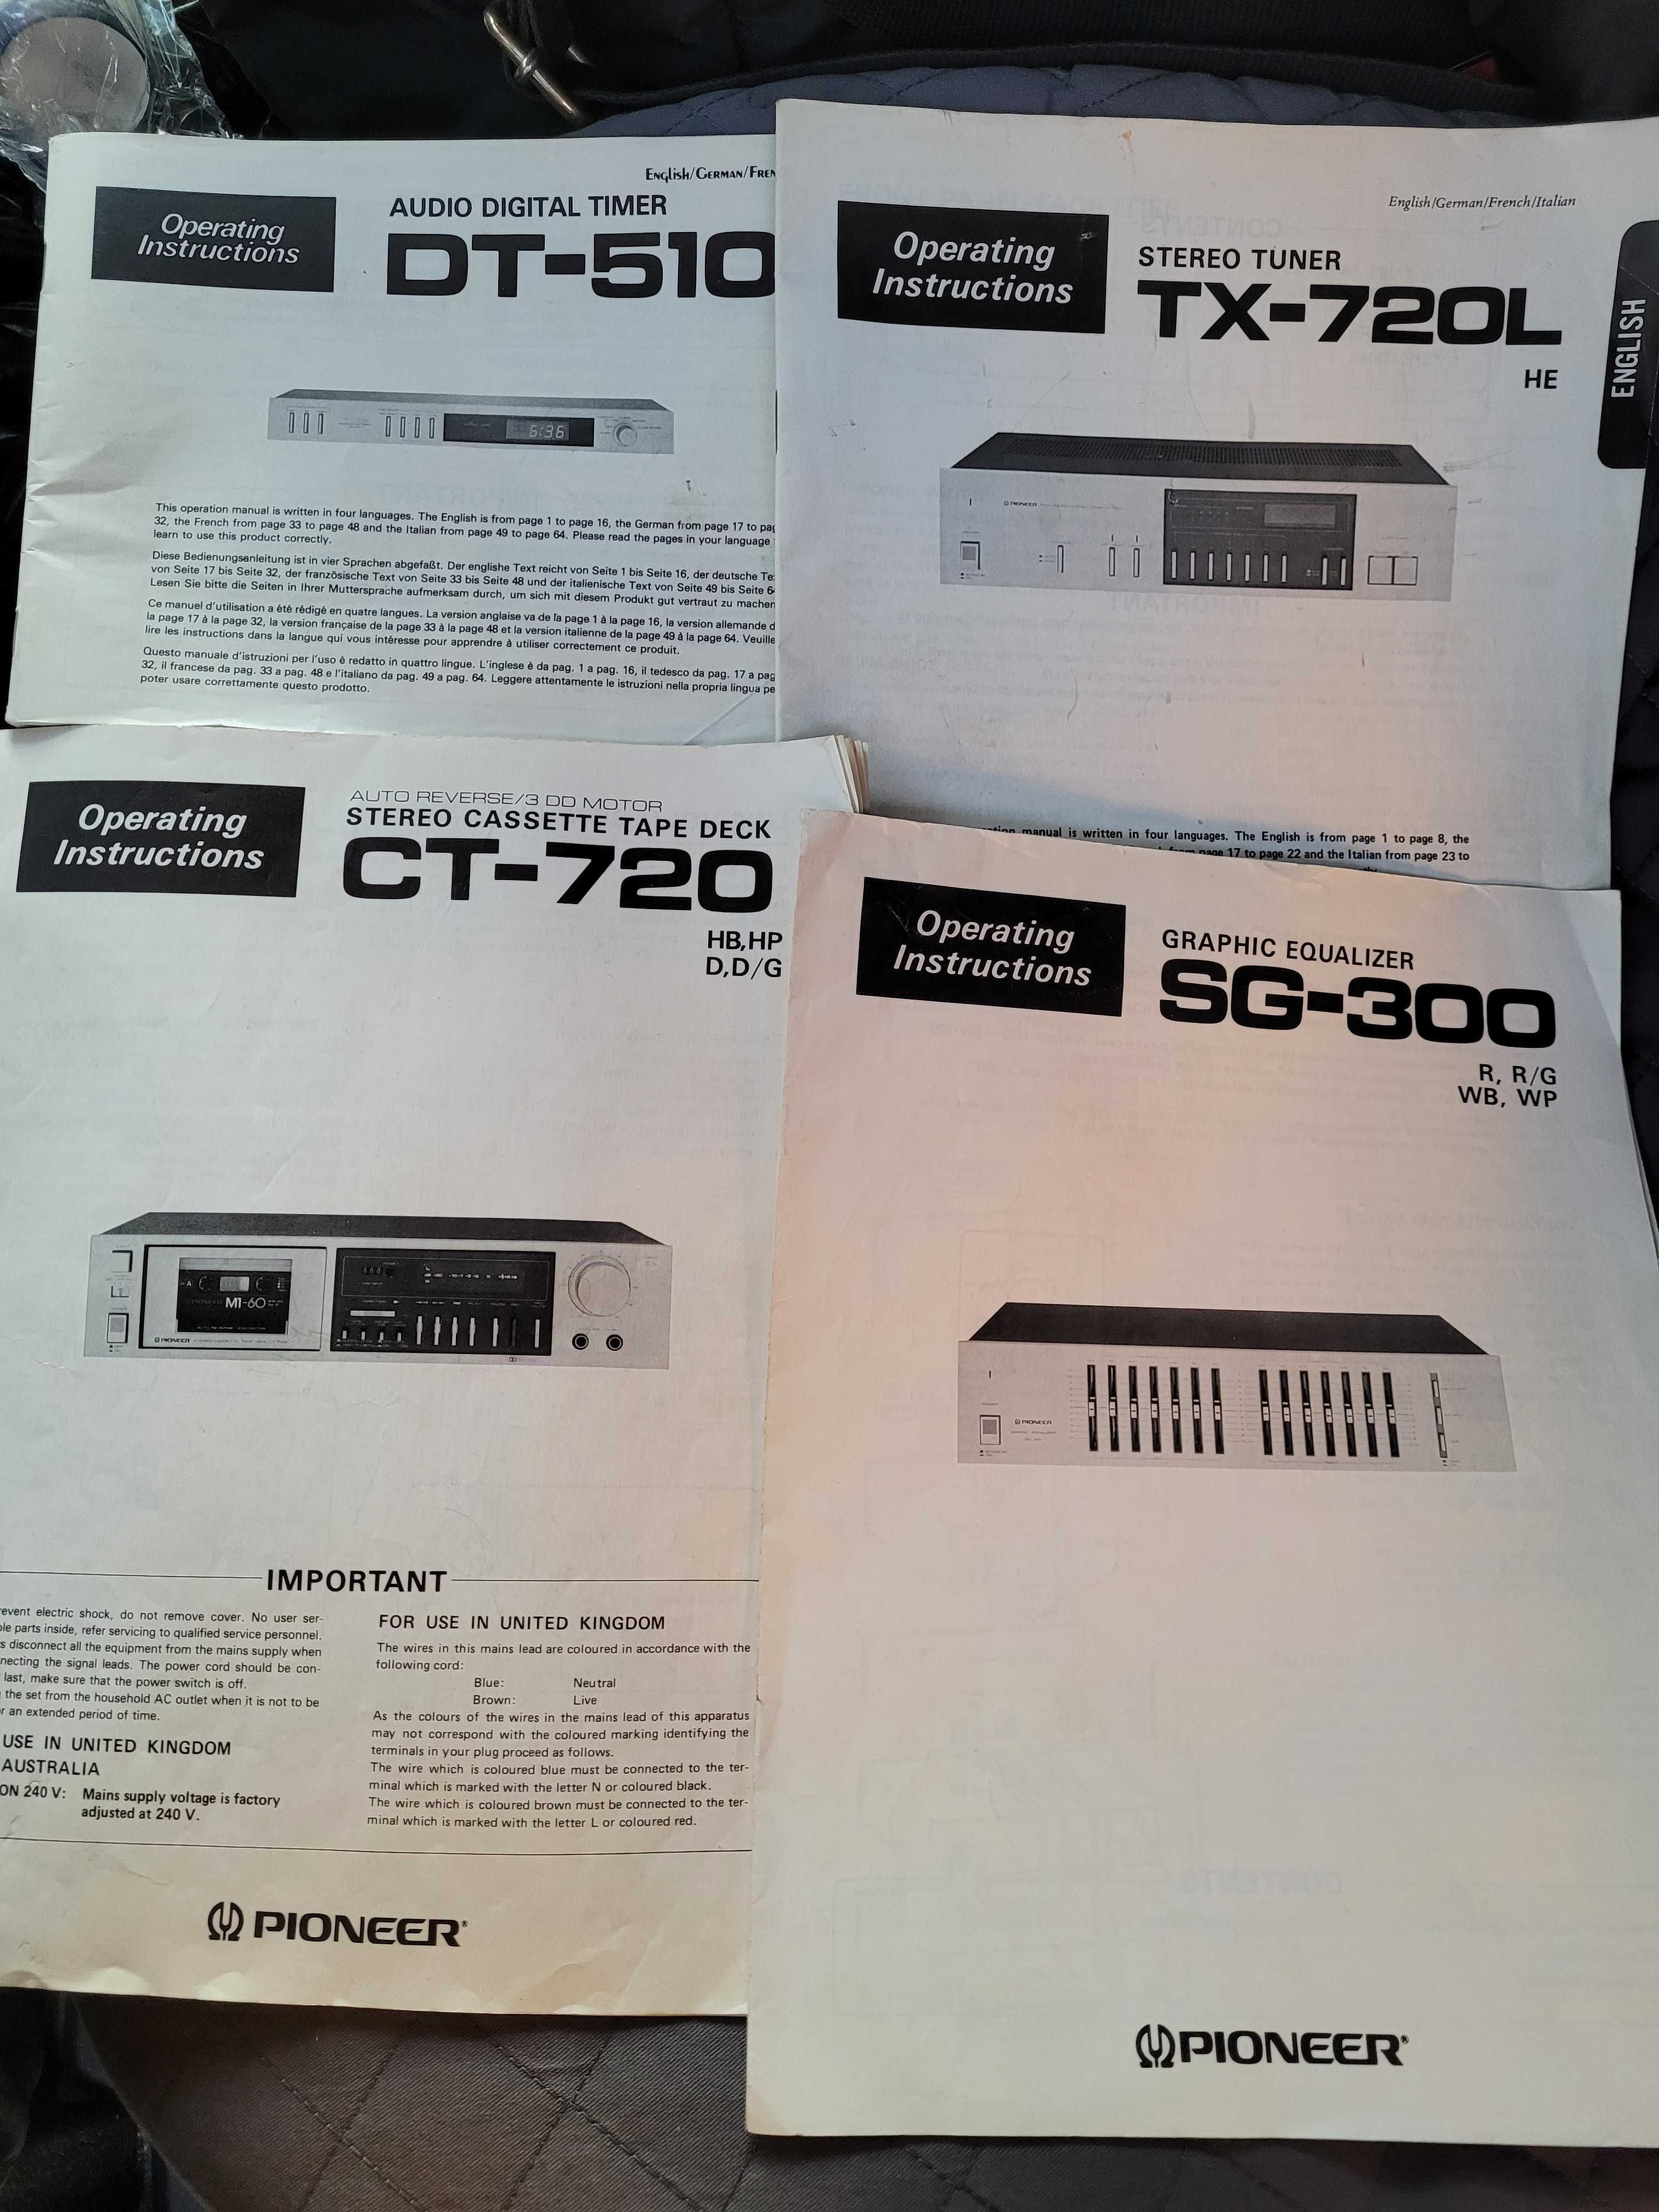 English/German/Fren
Operating
Instructions
AUDIO DIGITAL TIMER
DT-510
6:36
This operation manual is written in four languages. The English is from page 1 to page 16, the German from page 17 to
32, the French from page 33 to page 48 and the Italian from page 49 to page 64. Please read the pages in your language
learn to use this product correctly.
Diese Bedienungsenleitung ist in vier Sprachen abgefaßt. Der englishe Text reicht von Seite 1 bis Seite 16, der deutsche
von Seite 17 bis Seite 32, der französische Text von Seite 33 bis Seite 48 und der italienische Text von Seite 49 bis Seite
Lesen Sie bitte die Seiten in Ihrer Muttersprache aufmerksam durch, um sich mit diesem Produkt gut vertraut zu machen
Ce manuel d'utilisation a été rédigé en quatre langues. La version anglaise va de la page 1 à la page 16, la version allemande
la page 17 à la page 32, la version française de la page 33 à la page 48 et la version italienne de la page 49 à la page 64.
lire les instructions dans la langue qui vous intéresse pour apprendre à utiliser correctement ce produit.
Questo manuale d'istruzioni per l'uso è redatto in quattro lingue. L'inglese è da pag. 1 a pag. 16, il tedesco da pag. 17 a
32, il francese da pag. 33 a pag. 48 e l'italiano da pag. 49 a pag. 64. Leggere attentamente le istruzioni nella propria lingua
poter usare correttamente questo prodotto.
English/German/French/Italian
Operating
Instructions
STEREO TUNER
TX-720L
HE
ENGLISH
PIONEER
manual is written in four languages. The English is from page 1 to page 8, the
page 17 to page 22 and the Italian from page 23 to
Operating
Instructions
AUTO REVERSE/3 DD MOTOR
STEREO CASSETTE TAPE DECK
CT-720
HB,HP
D,D/G
A
PIONEER M1-60
PIONEER
IMPORTANT
event electric shock, do not remove cover. No user ser-
le parts inside, refer servicing to qualified service personnel.
s disconnect all the equipment from the mains supply when
necting the signal leads. The power cord should be con-
last, make sure that the power switch is off.
the set from the household AC outlet when it is not to be
r an extended period of time.
USE IN UNITED KINGDOM
AUSTRALIA
ON 240 V: Mains supply voltage is factory
adjusted at 240 V.
FOR USE IN UNITED KINGDOM
The wires in this mains lead are coloured in accordance with the
following cord:
Blue: Neutral
Brown: Live
As the colours of the wires in the mains lead of this apparatus
may not correspond with the coloured marking identifying the
terminals in your plug proceed as follows.
The wire which is coloured blue must be connected to the ter-
minal which is marked with the letter N or coloured black.
The wire which is coloured brown must be connected to the ter-
minal which is marked with the letter L or coloured red.
PIONEER®
Operating
Instructions
GRAPHIC EQUALIZER
SG-300
R, R/G
WB, WP
PIONEER
PIONEER®